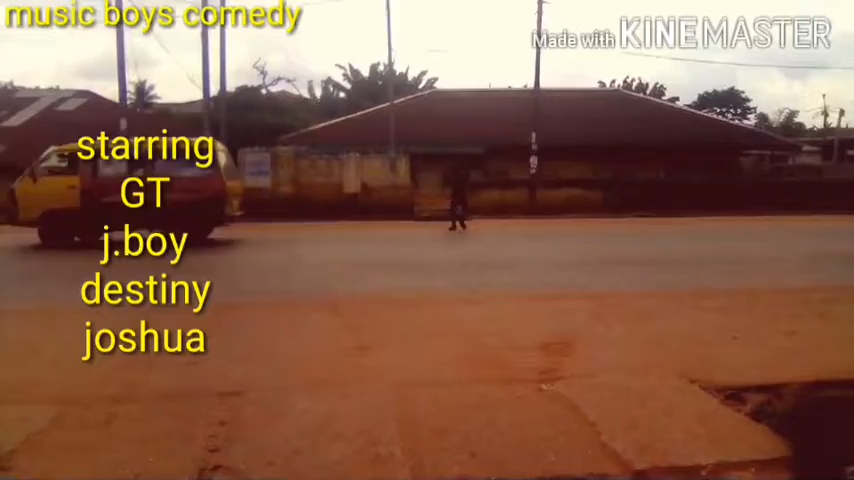 music boys comedy
Made with KINEMASTER
starring
GT
j.boy
destiny
joshua